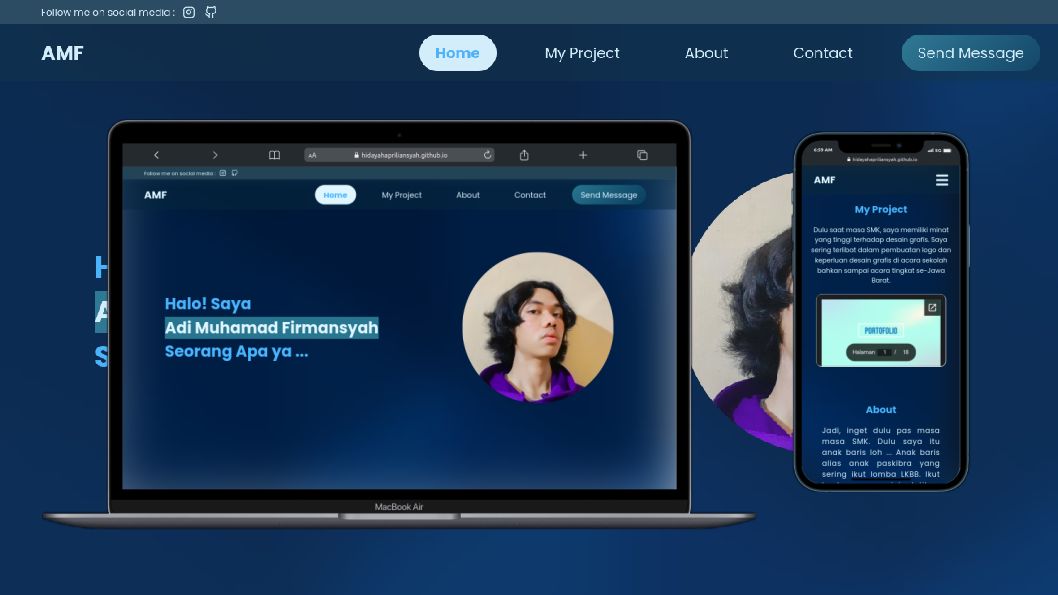 Follow me on social media :
AMF
Home
My Project
About
Contact
Send Message
H
A
S
hidayahapriliansyah.github.io
Follow me on social media :
AMF
Home
My Project
About
Contact
Send Message
Halo! Saya
Adi Muhamad Firmansyah
Seorang Apa ya ...
MacBook Air
6:59 AM
5G
hidayahapriliansyah.github.io
AMF
My Project
Dulu saat masa SMK, saya memiliki minat
yang tinggi terhadap desain grafis. Saya
sering terlibat dalam pembuatan logo dan
keperluan desain grafis di acara sekolah
bahkan sampai acara tingkat se-Jawa
Barat.
PORTOFOLIO
Halaman 1 / 18
About
Jadi, inget dulu pas masa
masa SMK. Dulu saya itu
anak baris loh ... Anak baris
alias anak paskibra yang
sering ikut lomba LKBB. Ikut